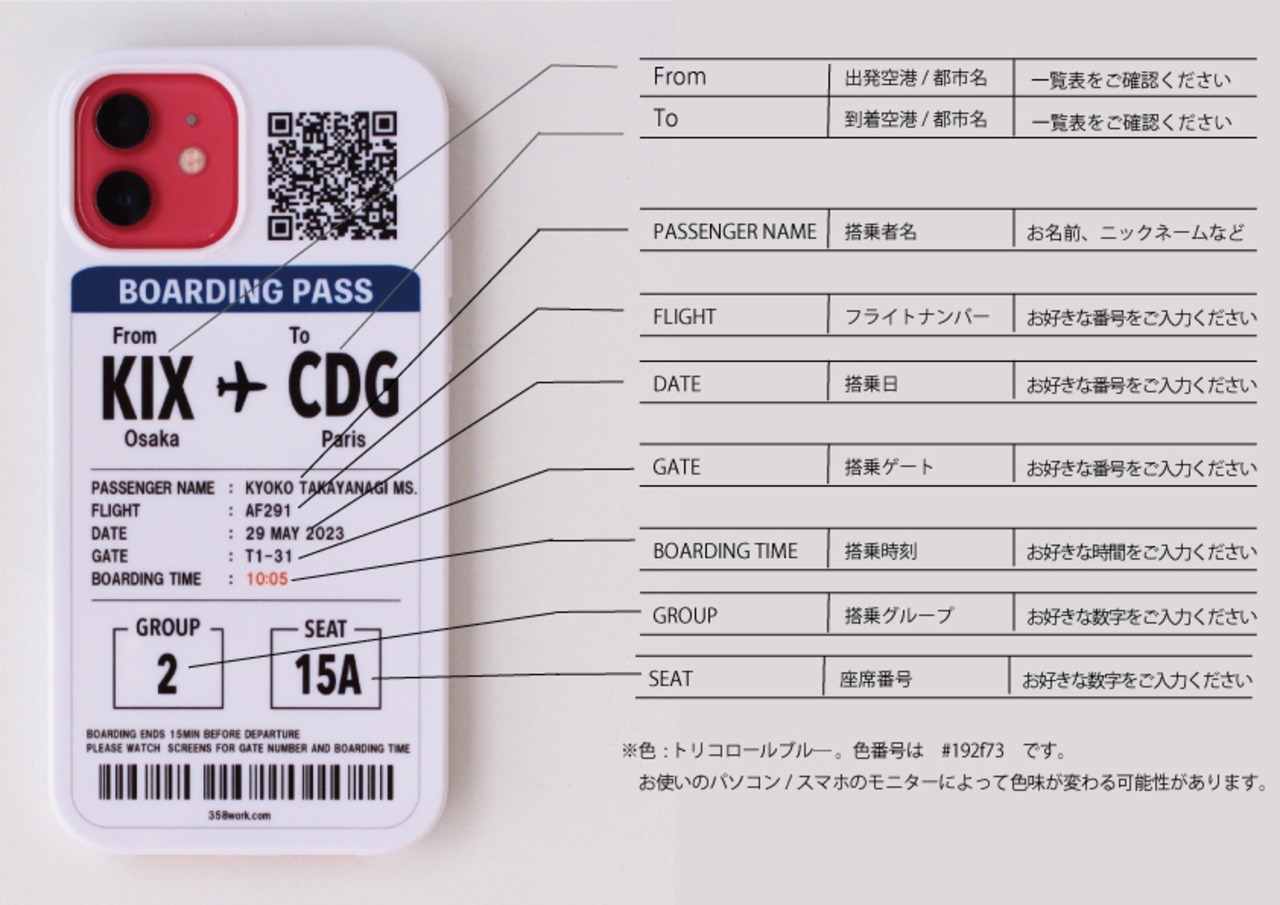 BOARDING PASS
From To
KIX CDG
Osaka Paris
PASSENGER NAME : KYOKO TAKAYANAGI MS.
FLIGHT : AF291
DATE : 29 MAY 2023
GATE : T1-31
BOARDING TIME : 10:05
GROUP SEAT
2 15A
BOARDING ENDS 15MIN BEFORE DEPARTURE
PLEASE WATCH SCREENS FOR GATE NUMBER AND BOARDING TIME
358work.com
From 出発空港 / 都市名 一覧表をご確認ください
To 到着空港 / 都市名 一覧表をご確認ください
PASSENGER NAME 搭乗者名 お名前、ニックネームなど
FLIGHT フライトナンバー お好きな番号をご入力ください
DATE 搭乗日 お好きな番号をご入力ください
GATE 搭乗ゲート お好きな番号をご入力ください
BOARDING TIME 搭乗時刻 お好きな時間をご入力ください
GROUP 搭乗グループ お好きな数字をご入力ください
SEAT 座席番号 お好きな数字をご入力ください
※色 : トリコロールブル―。色番号は #192f73 です。
お使いのパソコン / スマホのモニターによって色味が変わる可能性があります。